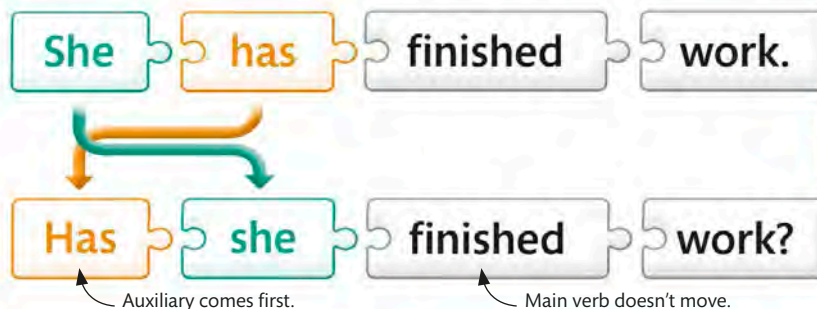 She has finished work.
Has she finished work?
Auxiliary comes first. Main verb doesn't move.